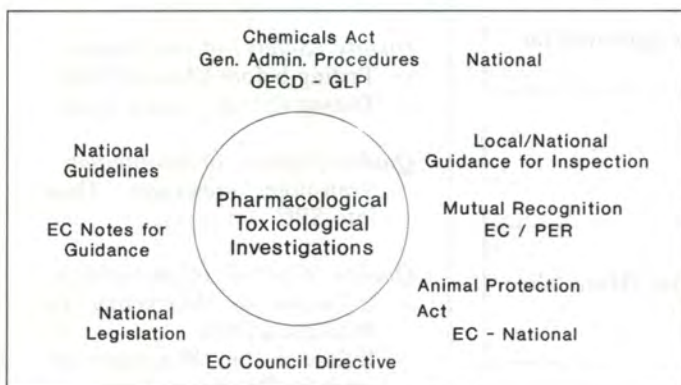 Chemicals Act
Gen. Admin. Procedures
OECD - GLP
National
National
Guidelines
Local/National
Guidance for Inspection
Pharmacological
Toxicological
Investigations
EC Notes for
Guidance
Mutual Recognition
EC / PER
Animal Protection
Act
EC - National
National
Legislation
EC Council Directive